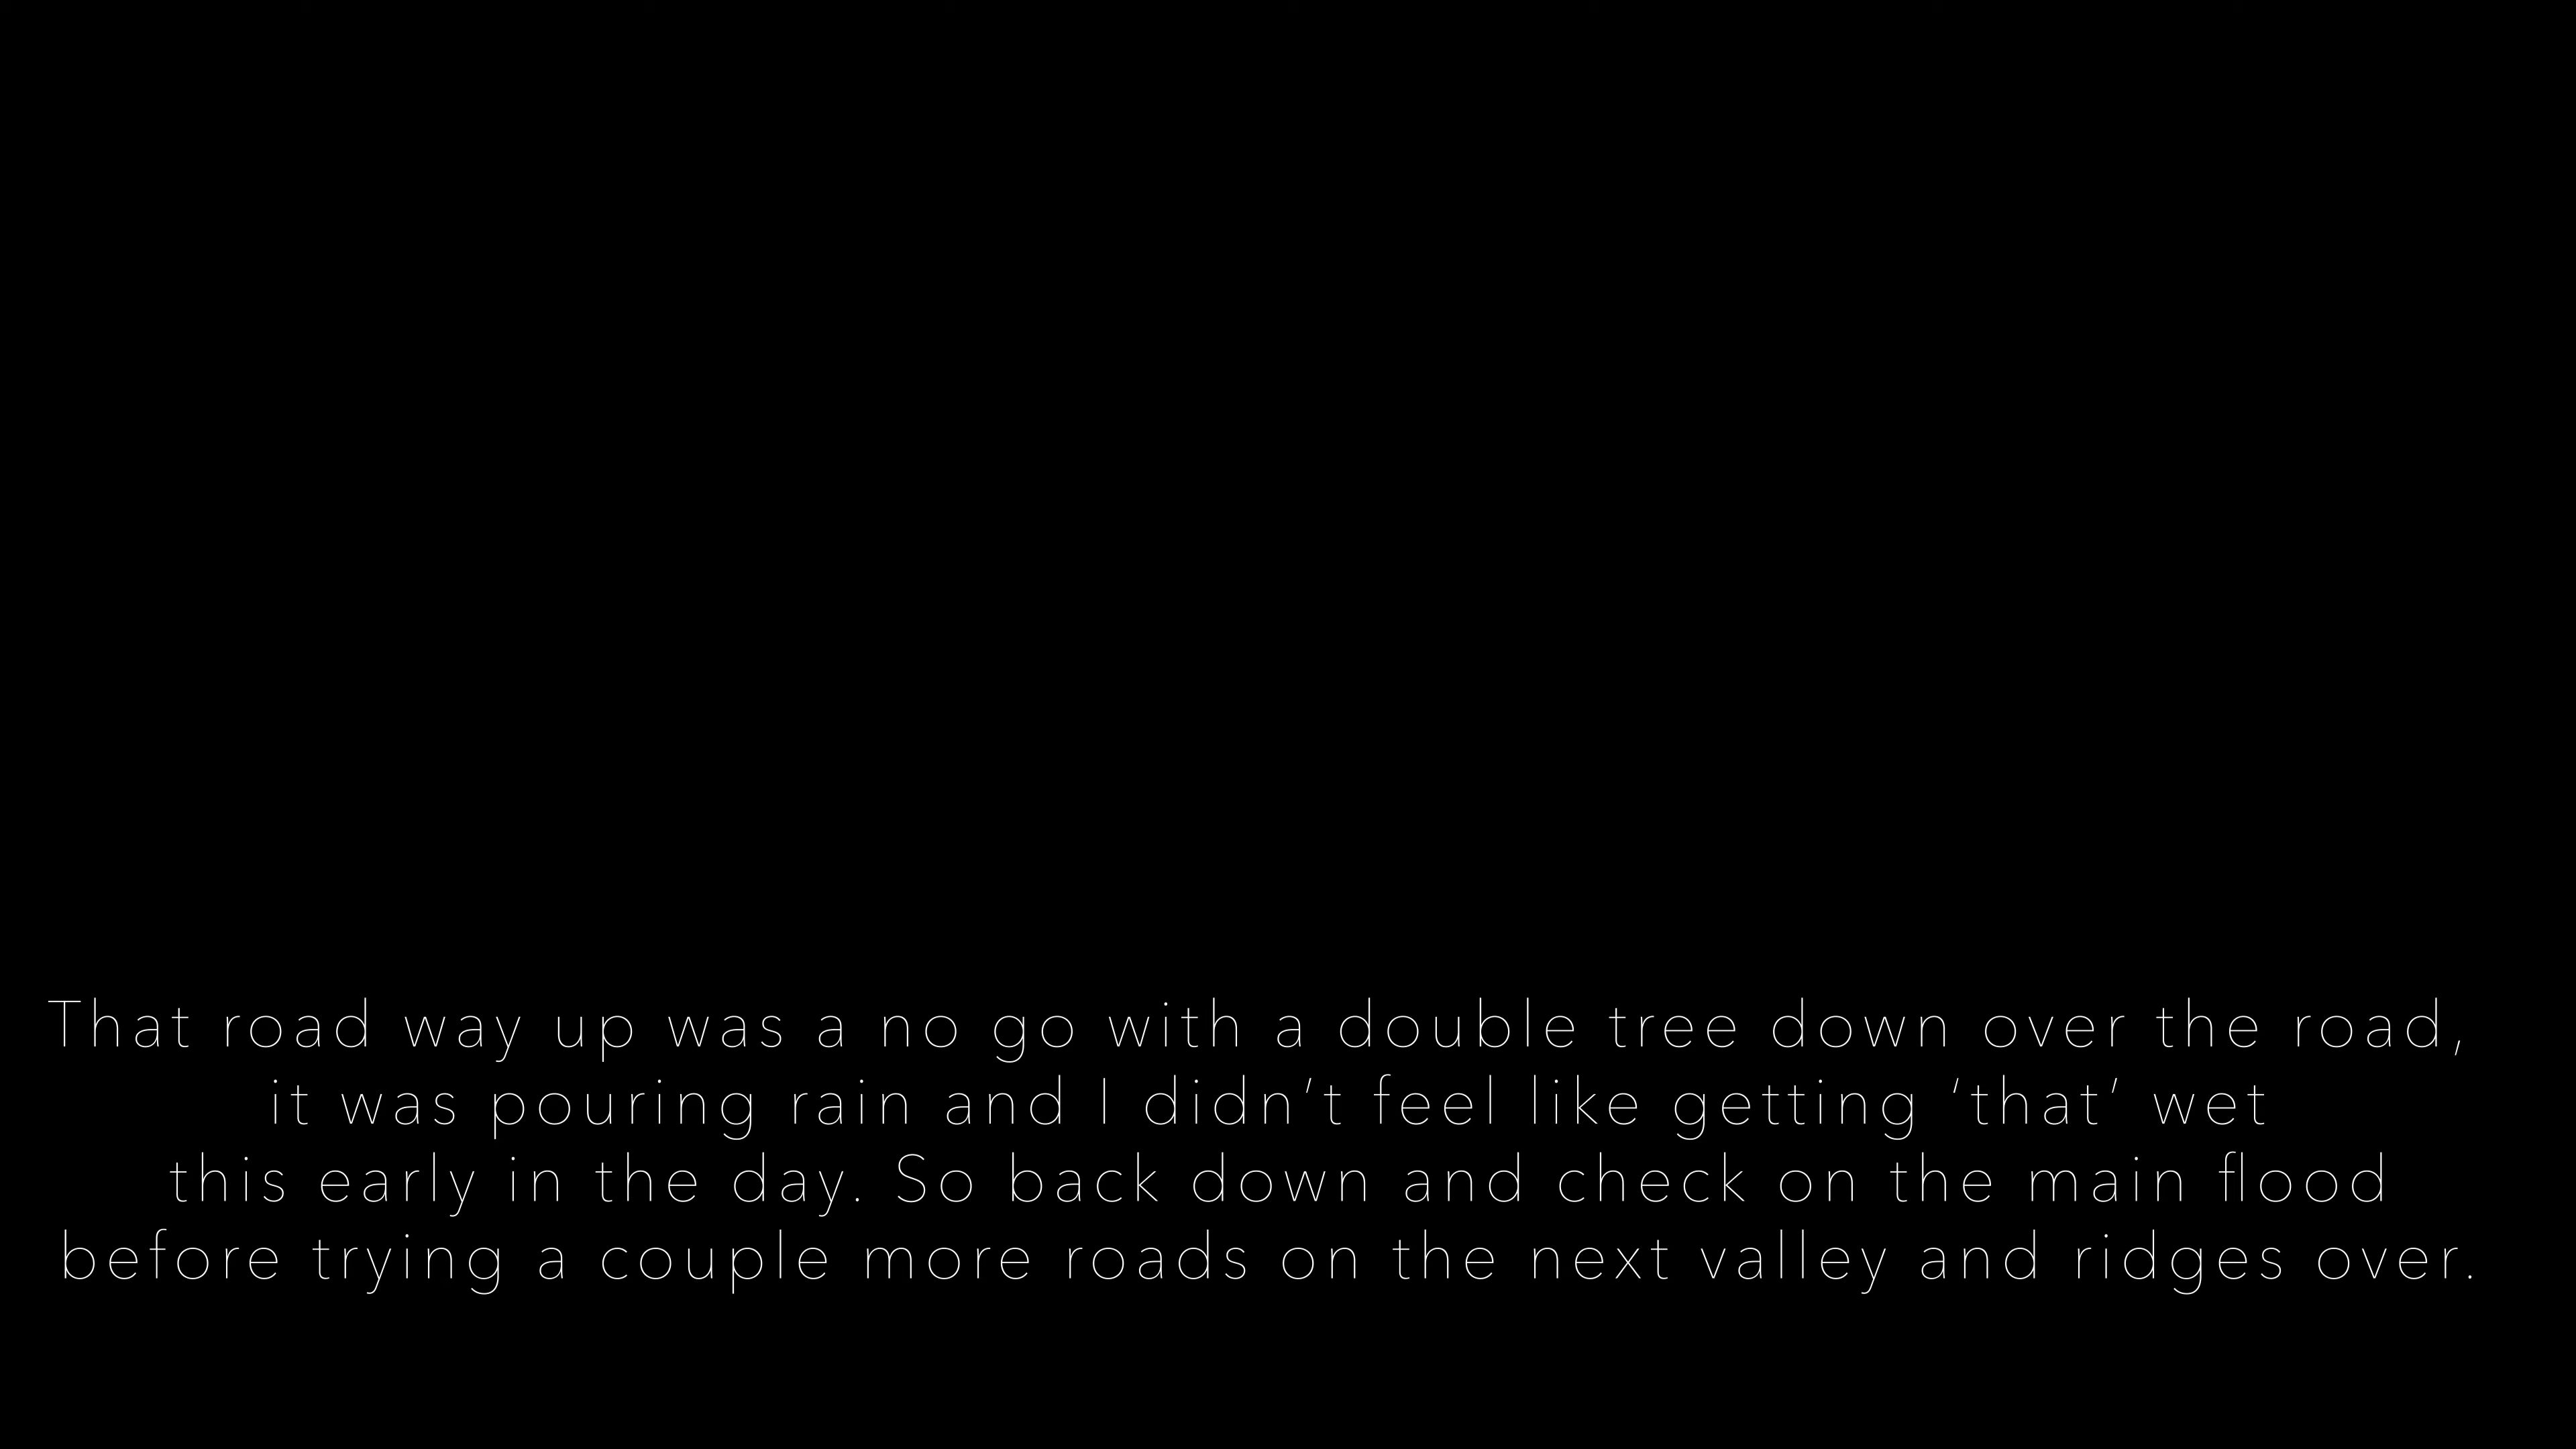 That road way up was a no go with a double tree down over the road,
it was pouring rain and I didn’t feel like getting ‘that’ wet
this early in the day. So back down and check on the main flood
before trying a couple more roads on the next valley and ridges over.